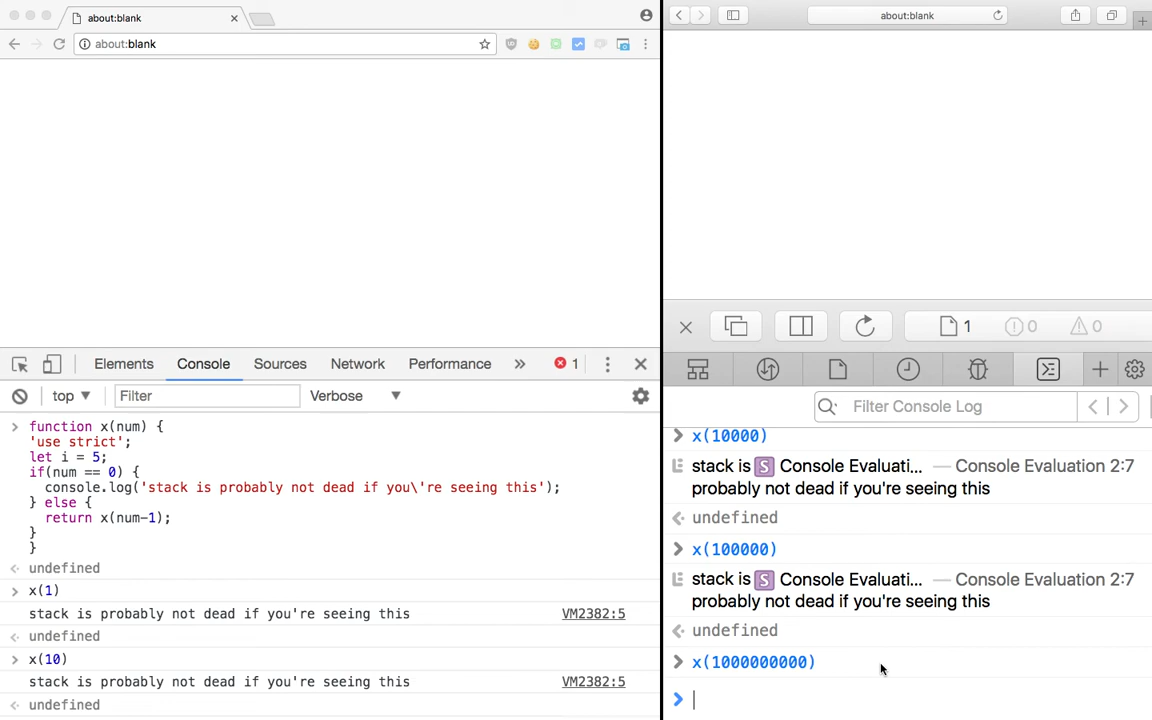 about:blank
about:blank
Elements Console Sources Network Performance » 1
top ▼ Filter Verbose ▼
> function x(num) {
'use strict';
let i = 5;
if(num == 0) {
console.log('stack is probably not dead if you\'re seeing this');
} else {
return x(num-1);
}
}
undefined
> x(1)
stack is probably not dead if you're seeing this VM2382:5
undefined
> x(10)
stack is probably not dead if you're seeing this VM2382:5
undefined
about:blank
1 0 0
Filter Console Log
> x(10000)
stack is S Console Evaluati... — Console Evaluation 2:7
probably not dead if you're seeing this
undefined
> x(100000)
stack is S Console Evaluati... — Console Evaluation 2:7
probably not dead if you're seeing this
undefined
> x(1000000000)
>